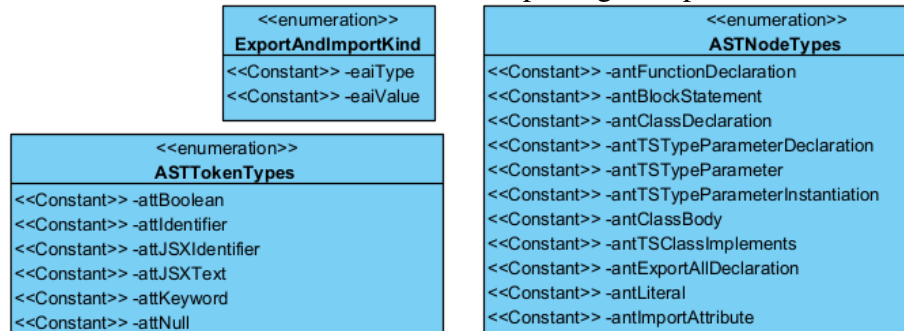 <<enumeration>>
ExportAndImportKind
<<Constant>> -eaiType
<<Constant>> -eaiValue
<<enumeration>>
ASTTokenTypes
<<Constant>> -attBoolean
<<Constant>> -attIdentifier
<<Constant>> -attJSXIdentifier
<<Constant>> -attJSXText
<<Constant>> -attKeyword
<<Constant>> -attNull
<<enumeration>>
ASTNodeTypes
<<Constant>> -antFunctionDeclaration
<<Constant>> -antBlockStatement
<<Constant>> -antClassDeclaration
<<Constant>> -antTSTypeParameterDeclaration
<<Constant>> -antTSTypeParameter
<<Constant>> -antTSTypeParameterInstantiation
<<Constant>> -antClassBody
<<Constant>> -antTSClassImplements
<<Constant>> -antExportAllDeclaration
<<Constant>> -antLiteral
<<Constant>> -antImportAttribute